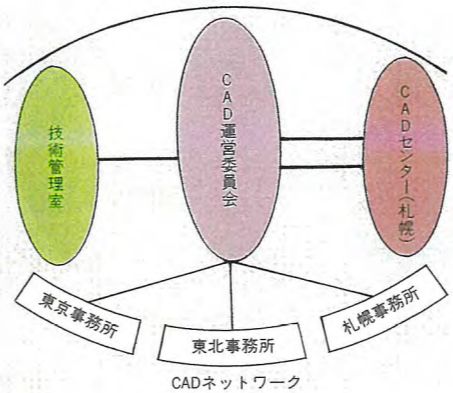 技術管理室
CAD運営委員会
CADセンター(札幌)
東京事務所
東北事務所
札幌事務所
CADネットワーク